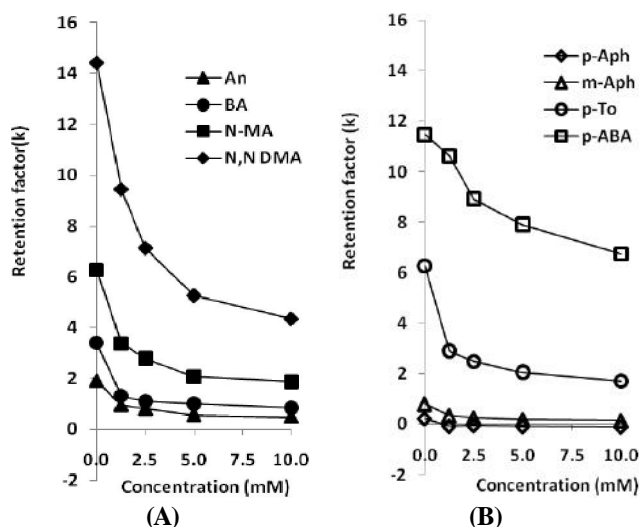 16
14
12
10
8
6
4
2
0
-2
Retention factor(k)
An
BA
N-MA
N,N DMA
0.0 2.5 5.0 7.5 10.0
Concentration (mM)
(A)
16
14
12
10
8
6
4
2
0
-2
Retention factor (k)
p-Aph
m-Aph
p-To
p-ABA
0.0 2.5 5.0 7.5 10.0
Concentration (mM)
(B)